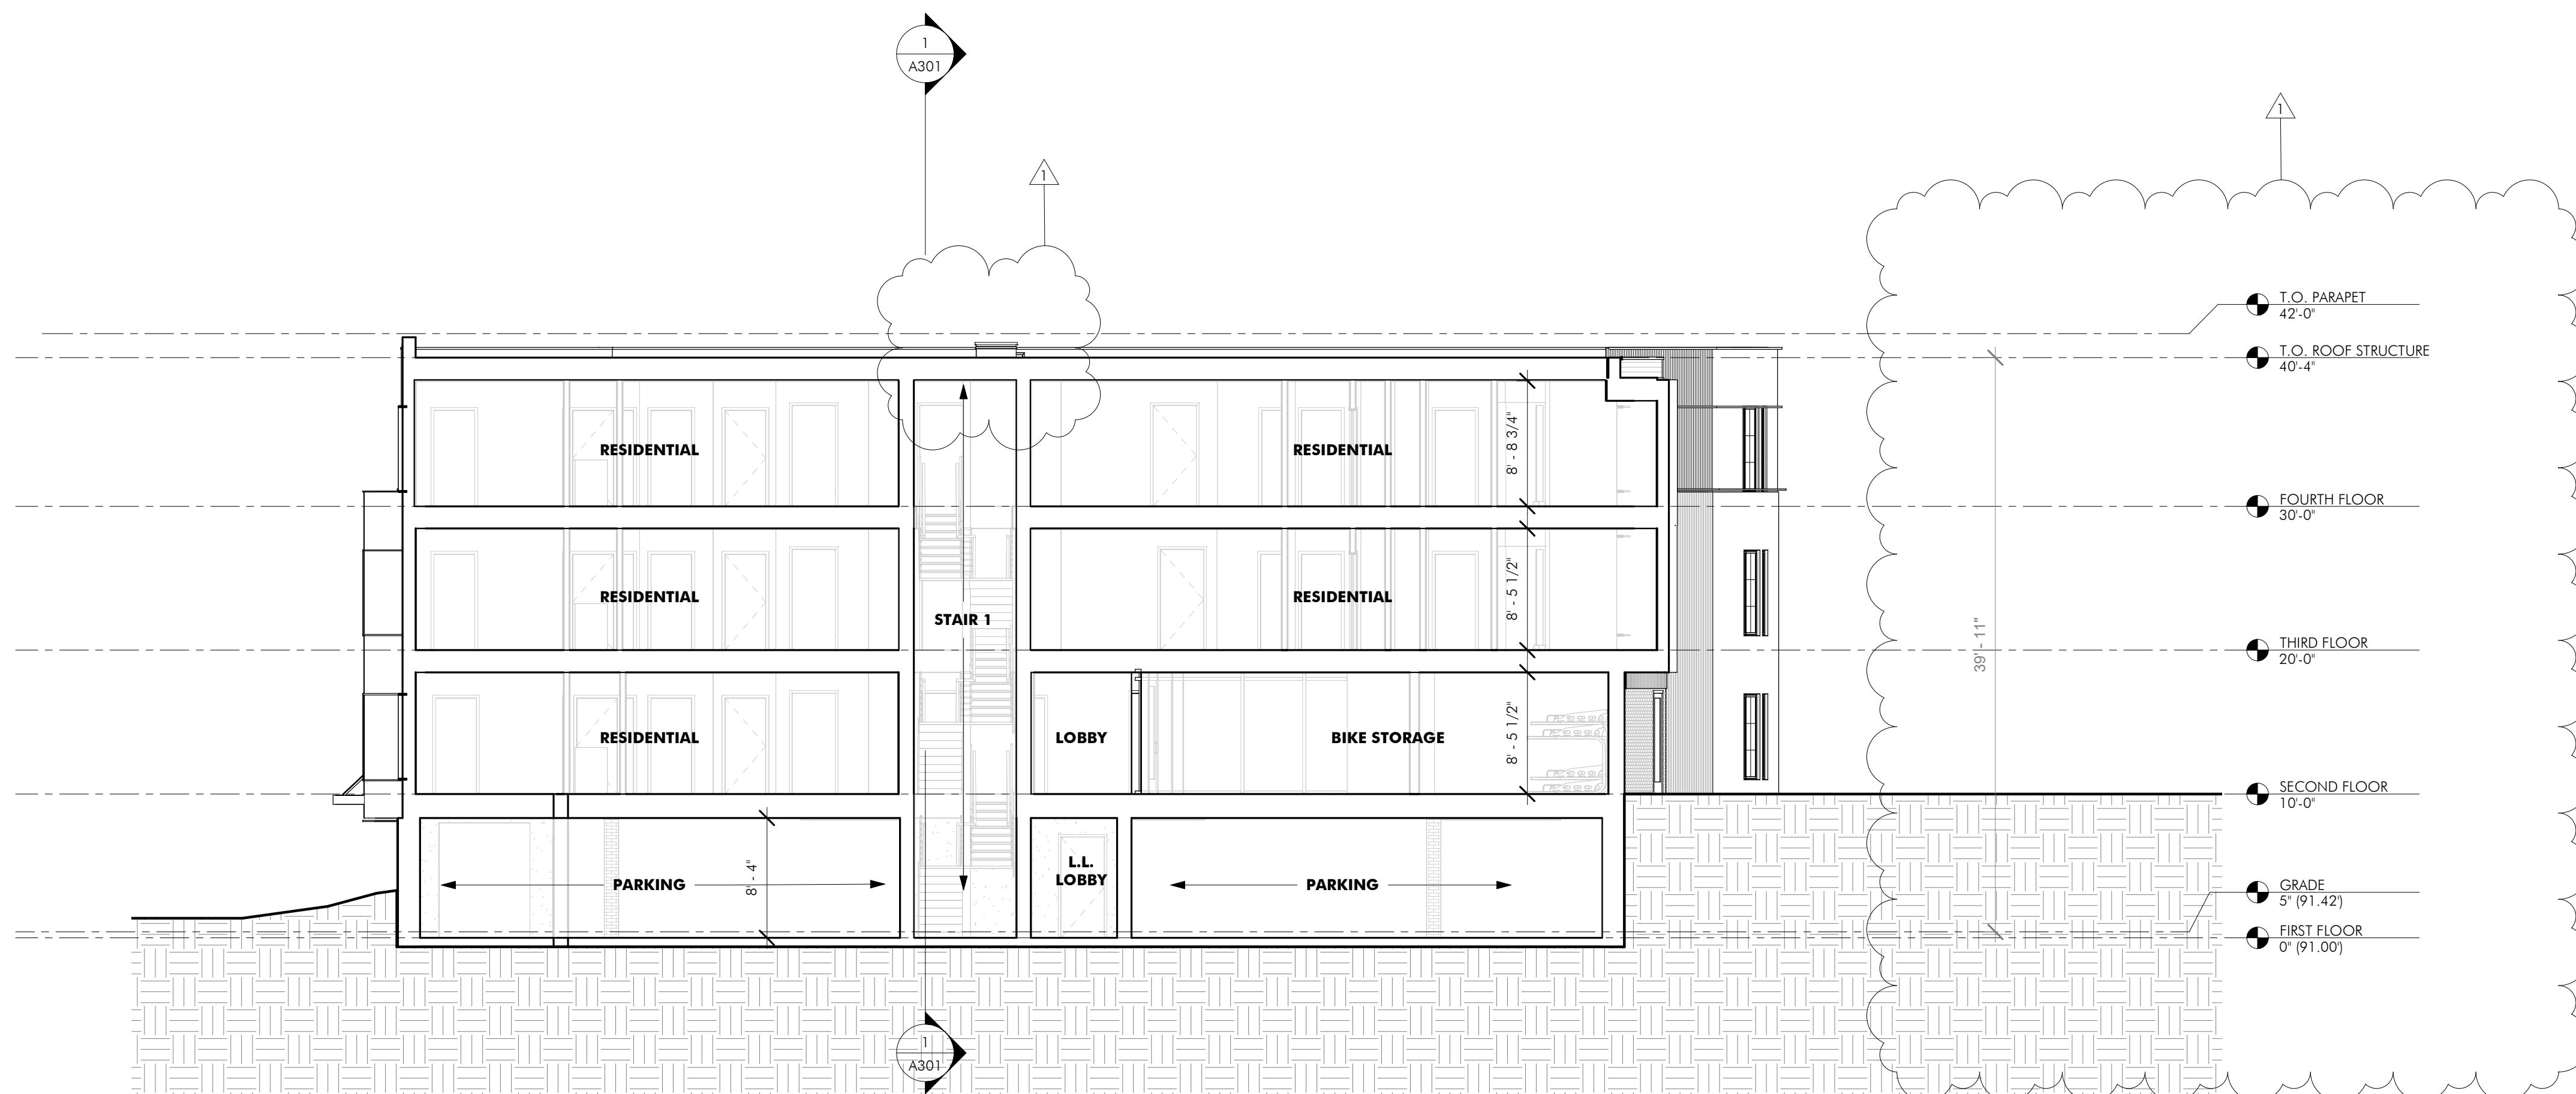 1
A301
1
1
T.O. PARAPET
42'-0"
T.O. ROOF STRUCTURE
40'-4"
RESIDENTIAL
RESIDENTIAL
8' - 8 3/4"
FOURTH FLOOR
30'-0"
RESIDENTIAL
STAIR 1
RESIDENTIAL
8' - 5 1/2"
39' - 11"
THIRD FLOOR
20'-0"
RESIDENTIAL
LOBBY
BIKE STORAGE
8' - 5 1/2"
SECOND FLOOR
10'-0"
PARKING
8' - 4"
L.L.
LOBBY
PARKING
GRADE
5" (91.42')
FIRST FLOOR
0" (91.00')
1
A301